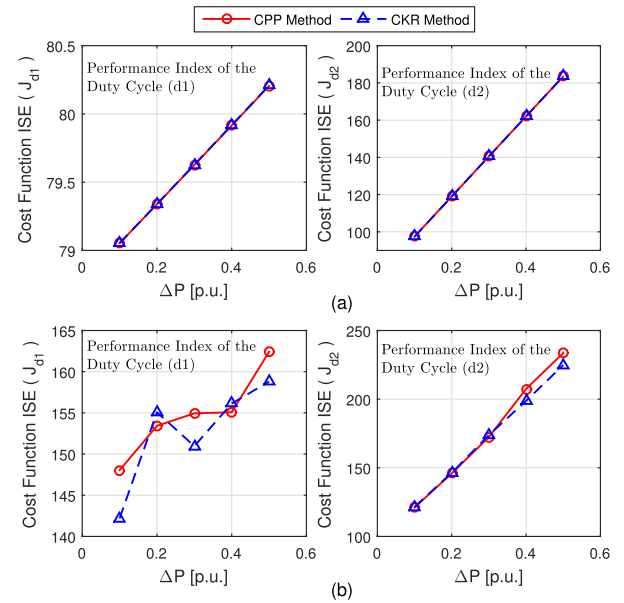 CPP Method CKR Method
(a)
Performance Index of the
Duty Cycle (d1)
Cost Function ISE ( J_d1)
80.5
80
79.5
79
0 0.2 0.4 0.6
ΔP [p.u.]
Performance Index of the
Duty Cycle (d2)
Cost Function ISE ( J_d2)
200
180
160
140
120
100
0 0.2 0.4 0.6
ΔP [p.u.]
(a)
(b)
Performance Index of the
Duty Cycle (d1)
Cost Function ISE ( J_d1)
165
160
155
150
145
140
0 0.2 0.4 0.6
ΔP [p.u.]
Performance Index of the
Duty Cycle (d2)
Cost Function ISE ( J_d2)
250
200
150
100
0 0.2 0.4 0.6
ΔP [p.u.]
(b)